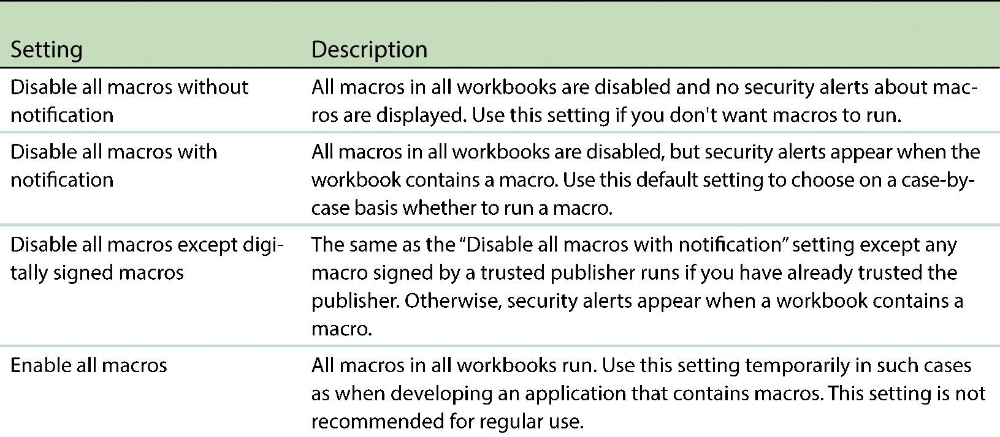 Setting Description
Disable all macros without
notification
All macros in all workbooks are disabled and no security alerts about mac-
ros are displayed. Use this setting if you don't want macros to run.
Disable all macros with
notification
All macros in all workbooks are disabled, but security alerts appear when the
workbook contains a macro. Use this default setting to choose on a case-by-
case basis whether to run a macro.
Disable all macros except digi-
tally signed macros
The same as the “Disable all macros with notification” setting except any
macro signed by a trusted publisher runs if you have already trusted the
publisher. Otherwise, security alerts appear when a workbook contains a
macro.
Enable all macros
All macros in all workbooks run. Use this setting temporarily in such cases
as when developing an application that contains macros. This setting is not
recommended for regular use.